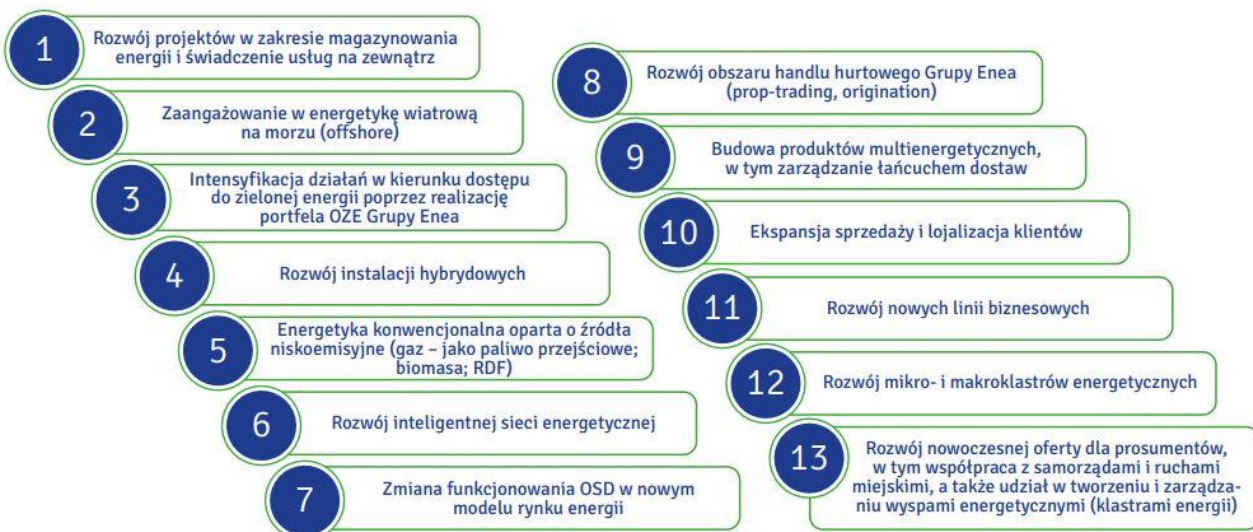 1
Rozwój projektów w zakresie magazynowania
energii i świadczenie usług na zewnątrz
2
Zaangażowanie w energetykę wiatrową
na morzu (offshore)
3
Intensyfikacja działań w kierunku dostępu
do zielonej energii poprzez realizację
portfela OZE Grupy Enea
4
Rozwój instalacji hybrydowych
5
Energetyka konwencjonalna oparta o źródła
niskoemisyjne (gaz – jako paliwo przejściowe;
biomasa; RDF)
6
Rozwój inteligentnej sieci energetycznej
7
Zmiana funkcjonowania OSD w nowym
modelu rynku energii
8
Rozwój obszaru handlu hurtowego Grupy Enea
(prop-trading, origination)
9
Budowa produktów multienergetycznych,
w tym zarządzanie łańcuchem dostaw
10
Ekspansja sprzedaży i lojalizacja klientów
11
Rozwój nowych linii biznesowych
12
Rozwój mikro- i makroklastrów energetycznych
13
Rozwój nowoczesnej oferty dla prosumentów,
w tym współpraca z samorządami i ruchami
miejskimi, a także udział w tworzeniu i zarządza-
niu wyspami energetycznymi (klastrami energii)